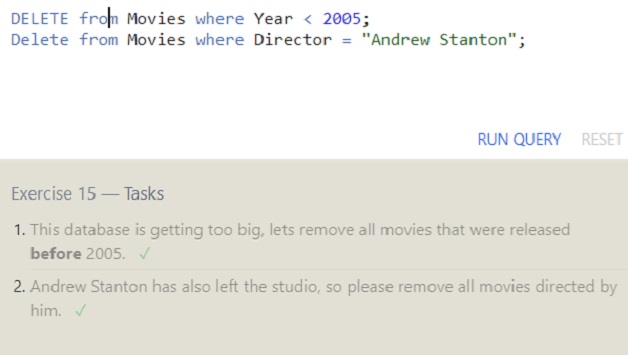 DELETE from Movies where Year < 2005;
Delete from Movies where Director = "Andrew Stanton";
RUN QUERY RESET
Exercise 15 — Tasks
1. This database is getting too big, lets remove all movies that were released
before 2005. ✓
2. Andrew Stanton has also left the studio, so please remove all movies directed by
him. ✓